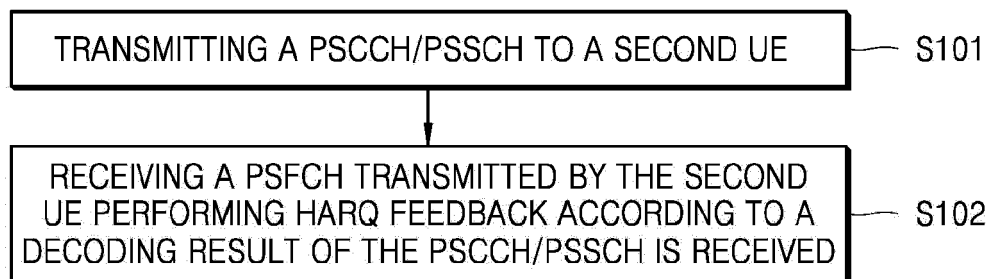 TRANSMITTING A PSCCH/PSSCH TO A SECOND UE
S101
RECEIVING A PSFCH TRANSMITTED BY THE SECOND
UE PERFORMING HARQ FEEDBACK ACCORDING TO A
DECODING RESULT OF THE PSCCH/PSSCH IS RECEIVED
S102